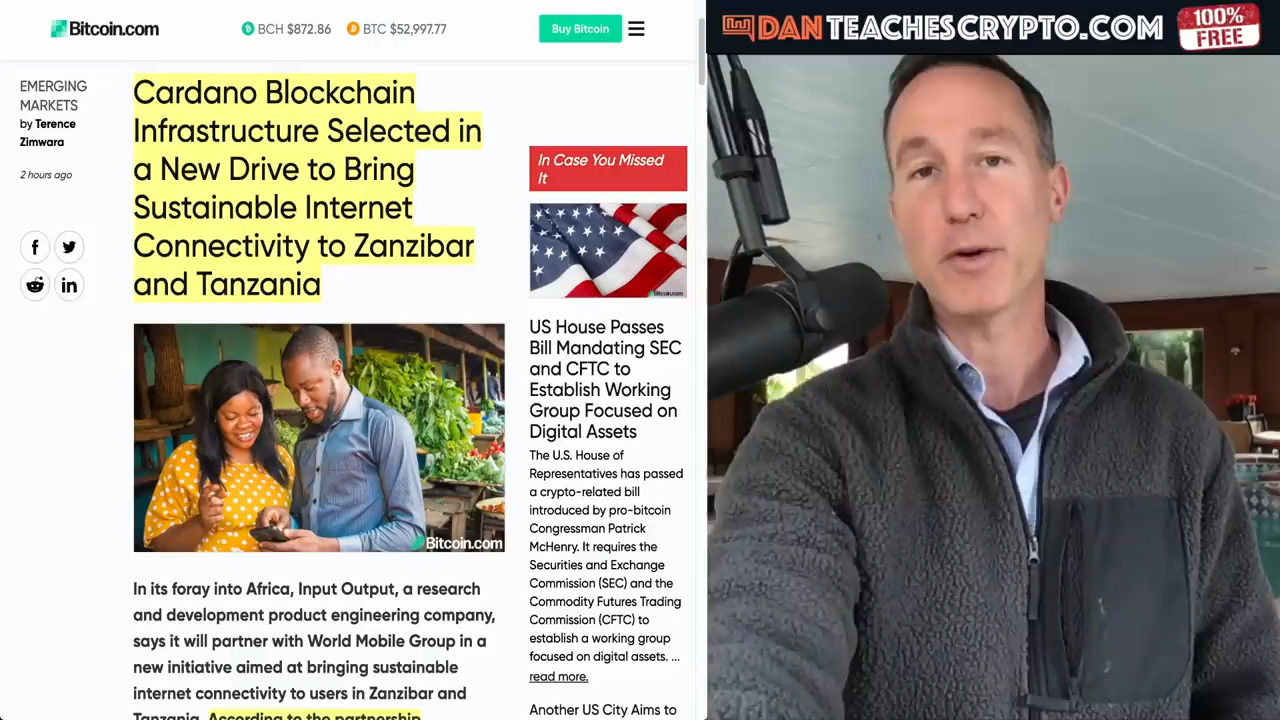 Bitcoin.com
BCH $872.86
BTC $52,997.77
Buy Bitcoin
DANTEACHESCRYPTO.COM
100%
FREE
EMERGING
MARKETS
by Terence
Zimwara
2 hours ago
Cardano Blockchain
Infrastructure Selected in
a New Drive to Bring
Sustainable Internet
Connectivity to Zanzibar
and Tanzania
Bitcoin.com
In its foray into Africa, Input Output, a research
and development product engineering company,
says it will partner with World Mobile Group in a
new initiative aimed at bringing sustainable
internet connectivity to users in Zanzibar and
Tanzania. According to the partnership
In Case You Missed
It
Bitcoin.com
US House Passes
Bill Mandating SEC
and CFTC to
Establish Working
Group Focused on
Digital Assets
The U.S. House of
Representatives has passed
a crypto-related bill
introduced by pro-bitcoin
Congressman Patrick
McHenry. It requires the
Securities and Exchange
Commission (SEC) and the
Commodity Futures Trading
Commission (CFTC) to
establish a working group
focused on digital assets. ...
read more.
Another US City Aims to